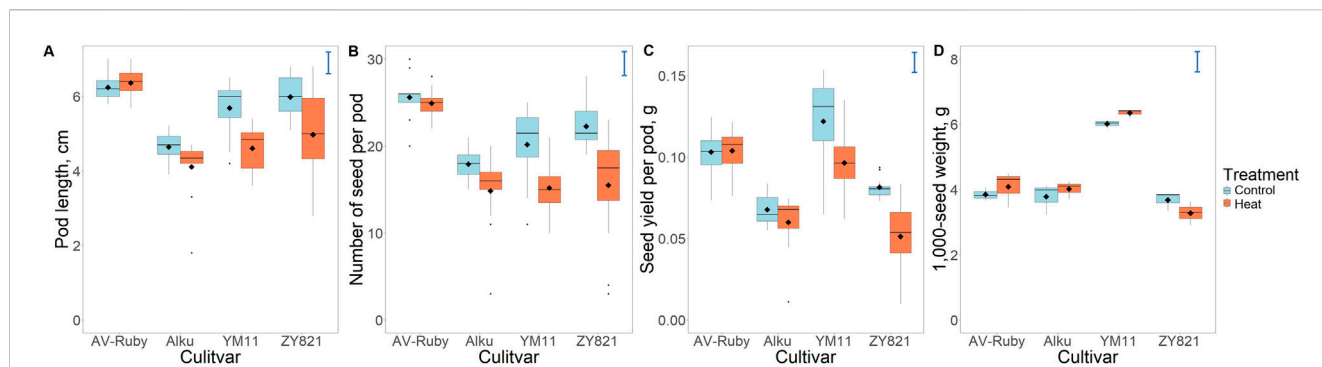 A
Pod length, cm
6
4
2
0
AV-Ruby Alku YM11 ZY821
Culitvar
B
Number of seed per pod
30
20
10
0
AV-Ruby Alku YM11 ZY821
Culitvar
C
Seed yield per pod, g
0.15
0.10
0.05
0.00
AV-Ruby Alku YM11 ZY821
Cultivar
D
1,000-seed weight, g
8
6
4
2
0
AV-Ruby Alku YM11 ZY821
Cultivar
Treatment
Control
Heat